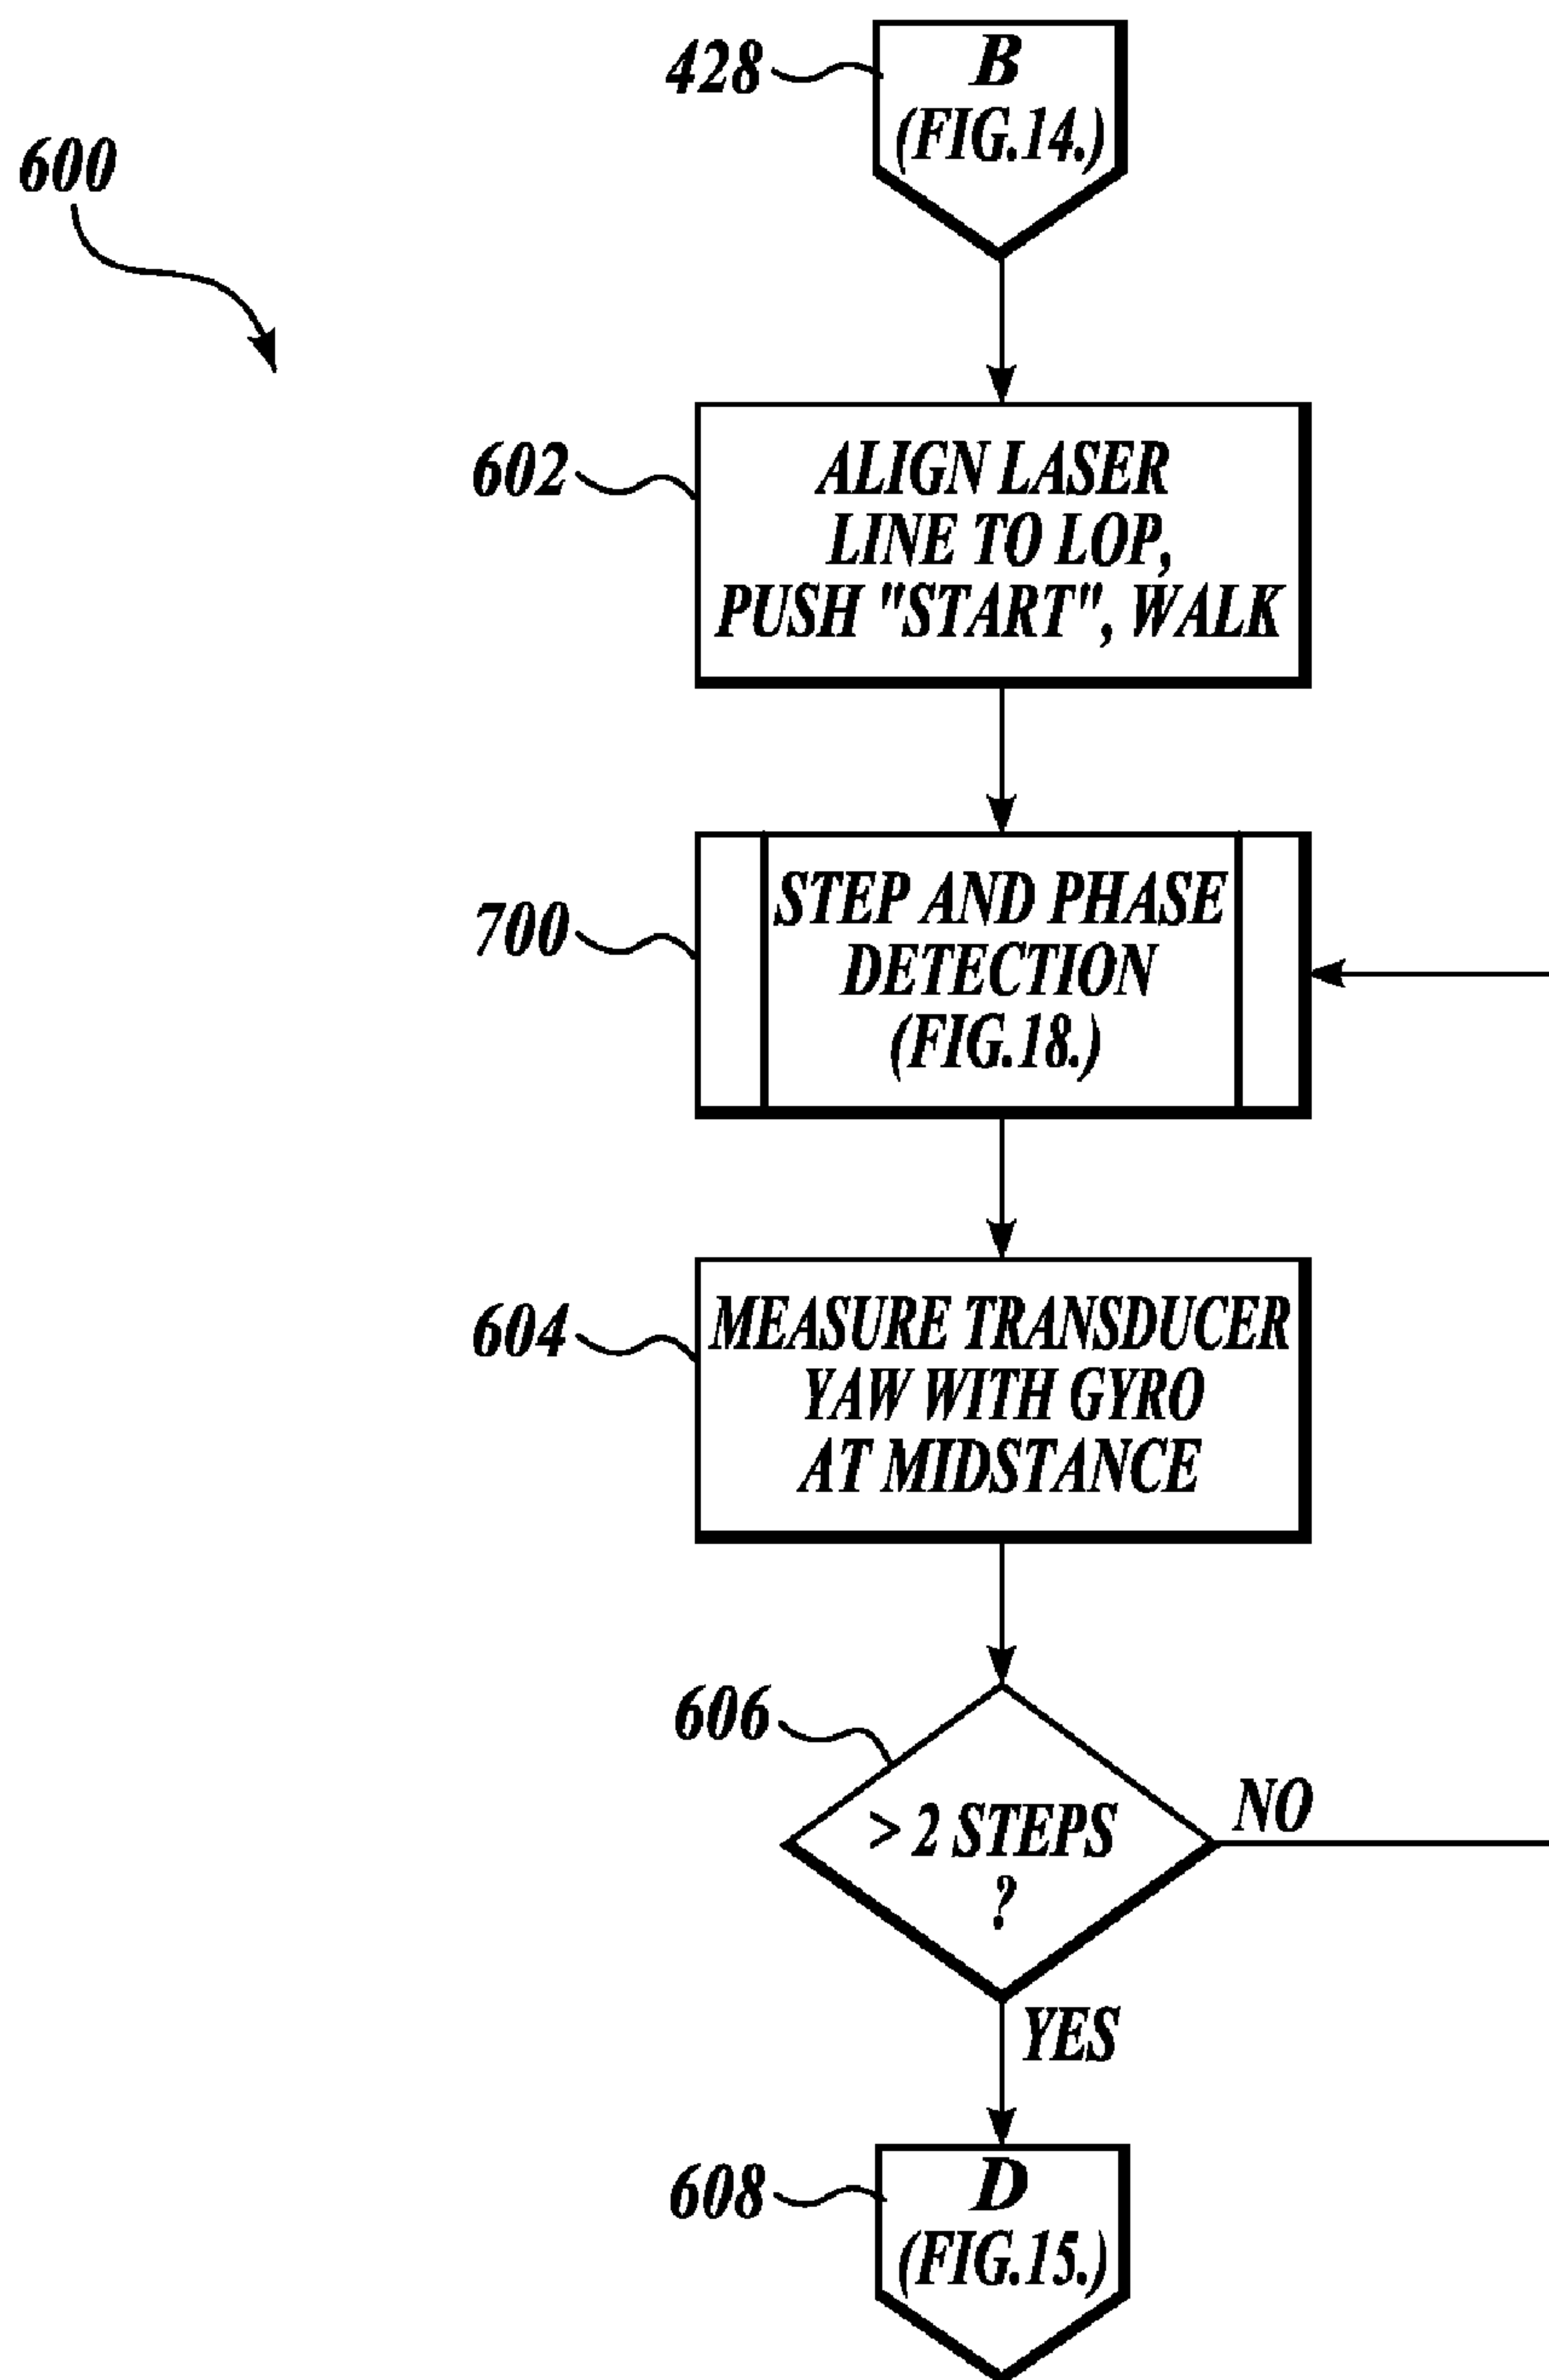 428
B
(FIG.14.)
600
602
ALIGN LASER
LINE TO LOP,
PUSH "START", WALK
700
STEP AND PHASE
DETECTION
(FIG.18.)
604
MEASURE TRANSDUCER
YAW WITH GYRO
AT MIDSTANCE
606
> 2 STEPS
?
NO
YES
608
D
(FIG.15.)